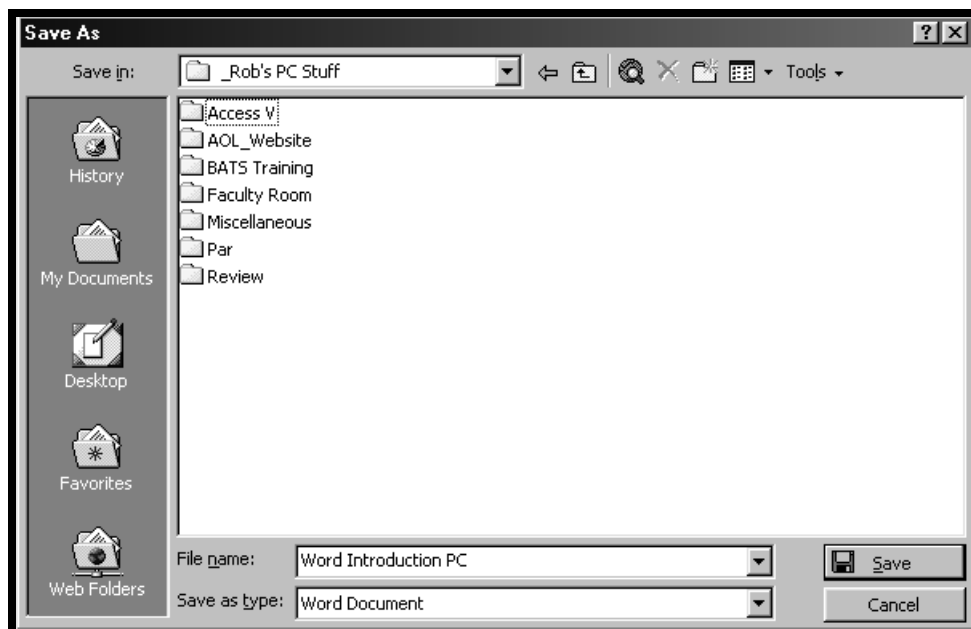 Save As
Save in: _Rob's PC Stuff Tools
History
My Documents
Desktop
Favorites
Web Folders
Access V
AOL_Website
BATS Training
Faculty Room
Miscellaneous
Par
Review
File name: Word Introduction PC Save
Save as type: Word Document Cancel